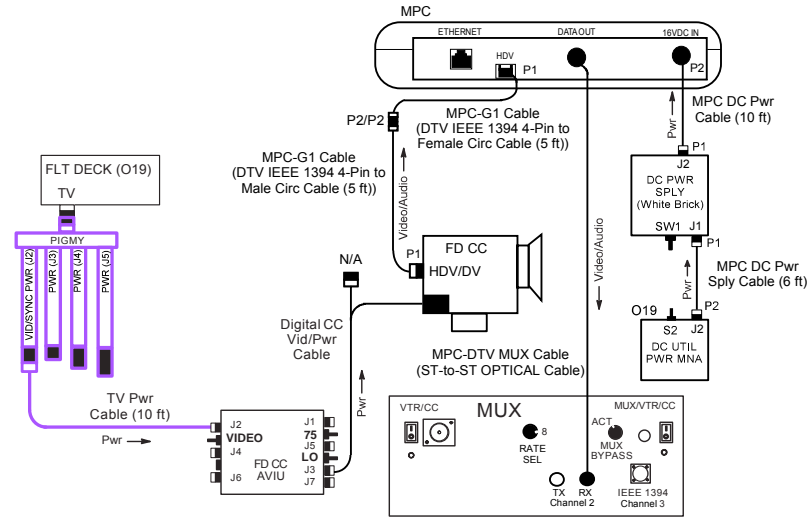 MPC
ETHERNET
DATA OUT
16VDC IN
HDV
P1
P2
MPC DC Pwr
Cable (10 ft)
Pwr
P2/P2
MPC-G1 Cable
(DTV IEEE 1394 4-Pin to
Female Circ Cable (5 ft))
MPC-G1 Cable
(DTV IEEE 1394 4-Pin to
Male Circ Cable (5 ft))
Video/Audio
P1
J2
DC PWR
SPLY
(White Brick)
SW1
J1
P1
MPC DC Pwr
Sply Cable (6 ft)
Pwr
P2
O19
S2
J2
DC UTIL
PWR MNA
FLT DECK (O19)
TV
PIGMY
VID/SYNC PWR (J2)
PWR (J3)
PWR (J4)
PWR (J5)
N/A
P1
FD CC
HDV/DV
Video/Audio
Digital CC
Vid/Pwr
Cable
Pwr
MPC-DTV MUX Cable
(ST-to-ST OPTICAL Cable)
TV Pwr
Cable (10 ft)
Pwr
J2
VIDEO
J4
J6
FD CC
AVIU
J1
75
J5
LO
J3
J7
VTR/CC
MUX
8
RATE
SEL
ACT
MUX
BYPASS
MUX/VTR/CC
TX
RX
Channel 2
IEEE 1394
Channel 3